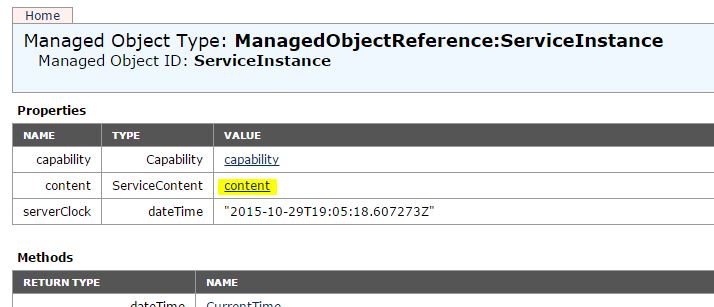 Home
Managed Object Type: ManagedObjectReference:ServiceInstance
Managed Object ID: ServiceInstance
Properties
NAME TYPE VALUE
capability Capability capability
content ServiceContent content
serverClock dateTime "2015-10-29T19:05:18.607273Z"
Methods
RETURN TYPE NAME
dateTime CurrentTime